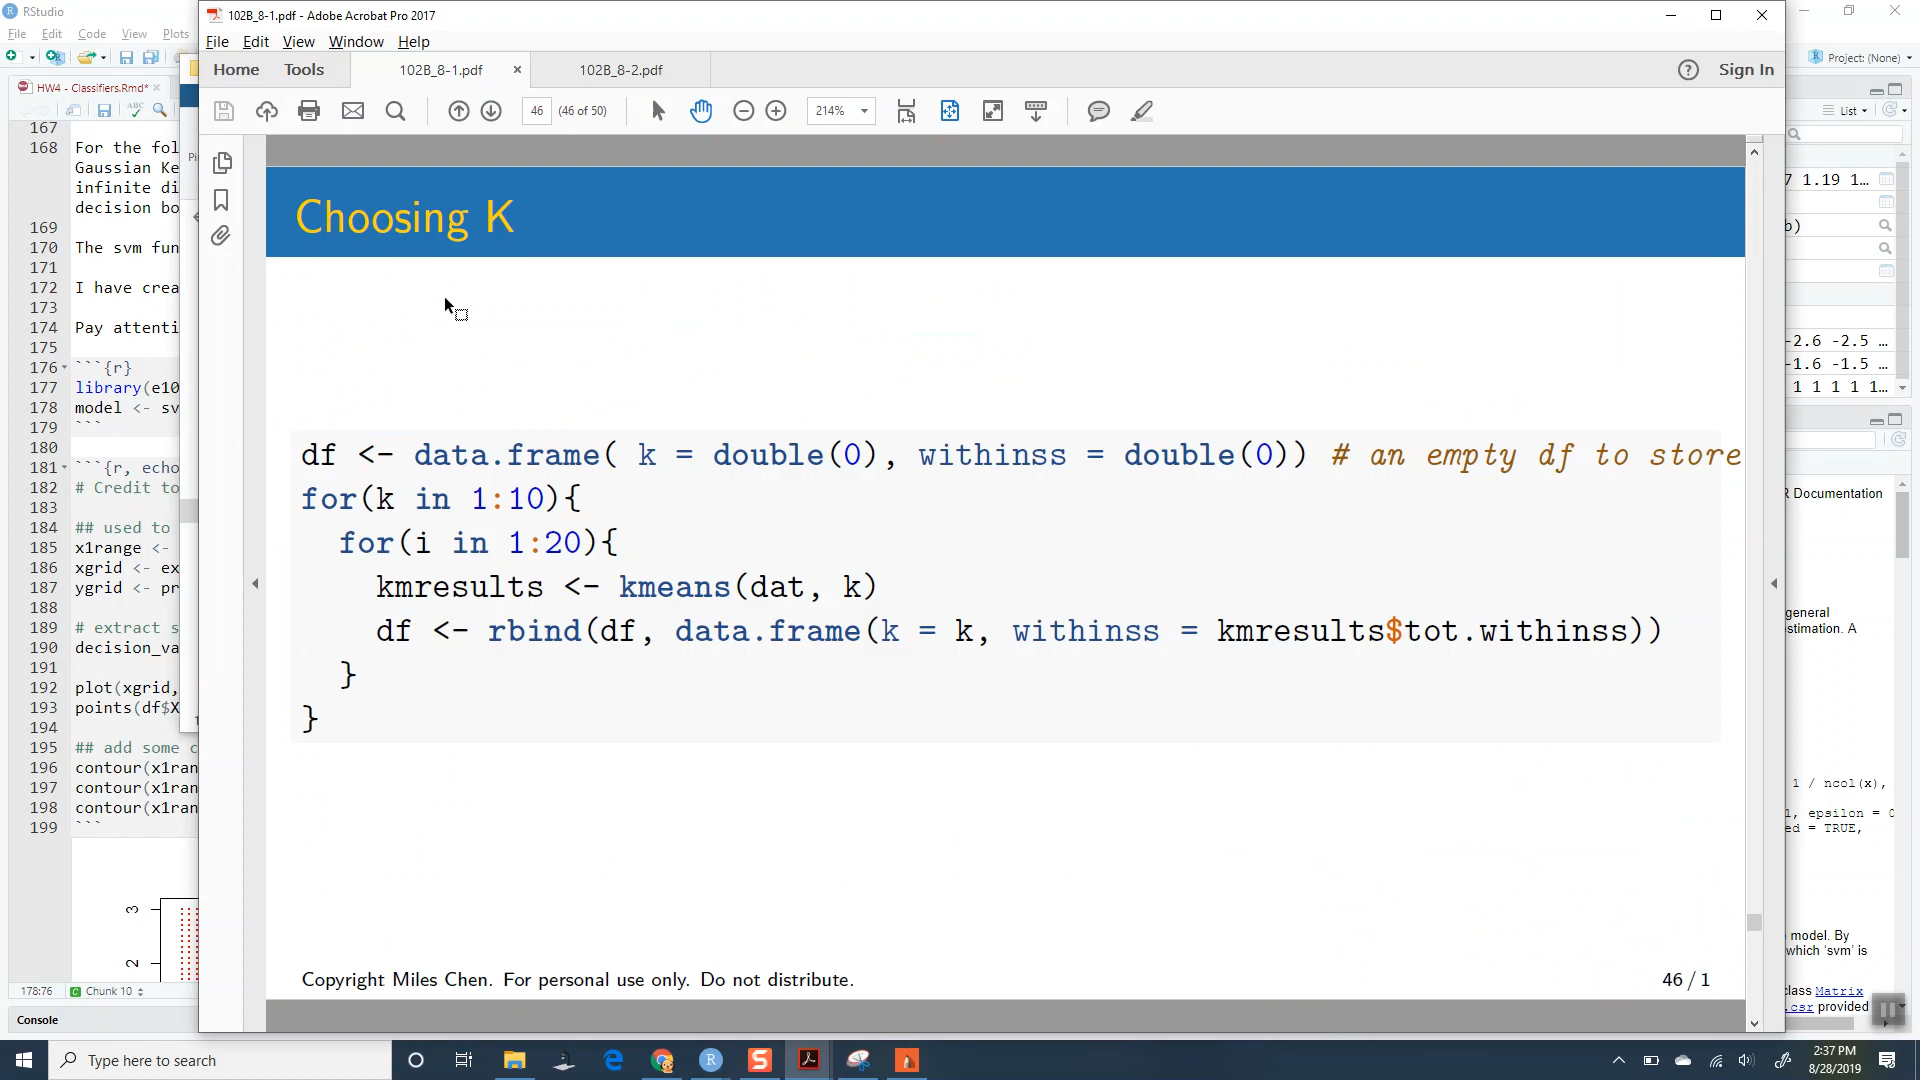 RStudio
File Edit Code View Plots
HW4 - Classifiers.Rmd*
167
168 For the fol
Gaussian Ke
infinite di
decision bo
169
170 The svm fun
171
172 I have crea
173
174 Pay attenti
175
176 ```{r}
177 library(e10
178 model <- sv
179 ```
180
181 ```{r, echo
182 # Credit to
183
184 ## used to
185 x1range <-
186 xgrid <- ex
187 ygrid <- pr
188
189 # extract s
190 decision_va
191
192 plot(xgrid,
193 points(df$X
194
195 ## add some c
196 contour(x1ran
197 contour(x1ran
198 contour(x1ran
199 ```
3
2
178:76 Chunk 10
Console
102B_8-1.pdf - Adobe Acrobat Pro 2017
File Edit View Window Help
Home Tools 102B_8-1.pdf 102B_8-2.pdf Sign In
46 (46 of 50) 214%
Choosing K
df <- data.frame( k = double(0), withinss = double(0)) # an empty df to store
for(k in 1:10){
for(i in 1:20){
kmresults <- kmeans(dat, k)
df <- rbind(df, data.frame(k = k, withinss = kmresults$tot.withinss))
}
}
Copyright Miles Chen. For personal use only. Do not distribute.
46 / 1
Project: (None)
List
7 1.19 1...
b)
-2.6 -2.5 ...
-1.6 -1.5 ...
1 1 1 1 1...
R Documentation
general
estimation. A
1 / ncol(x),
1, epsilon = 0
ed = TRUE,
model. By
which ‘svm’ is
class Matrix
.csr provided
Type here to search
2:37 PM
8/28/2019